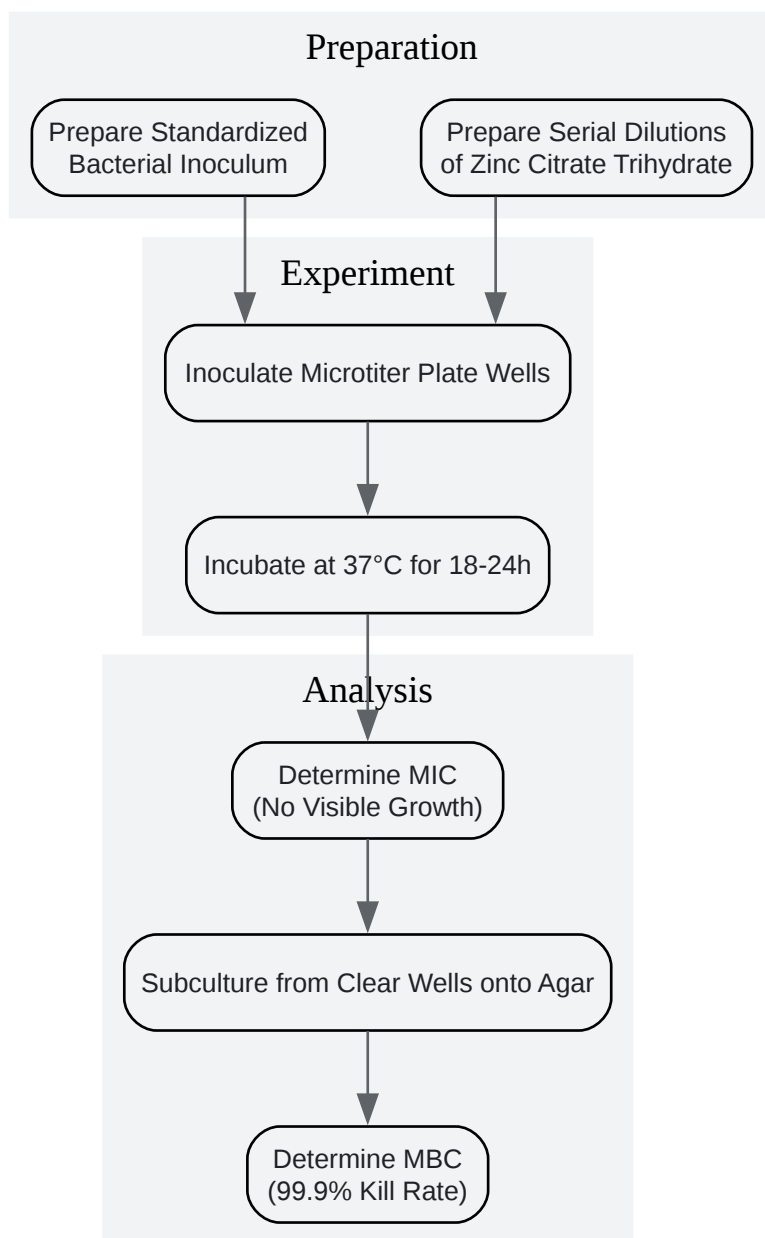 Preparation
Prepare Standardized
Bacterial Inoculum
Prepare Serial Dilutions
of Zinc Citrate Trihydrate
Experiment
Inoculate Microtiter Plate Wells
Incubate at 37°C for 18-24h
Analysis
Determine MIC
(No Visible Growth)
Subculture from Clear Wells onto Agar
Determine MBC
(99.9% Kill Rate)